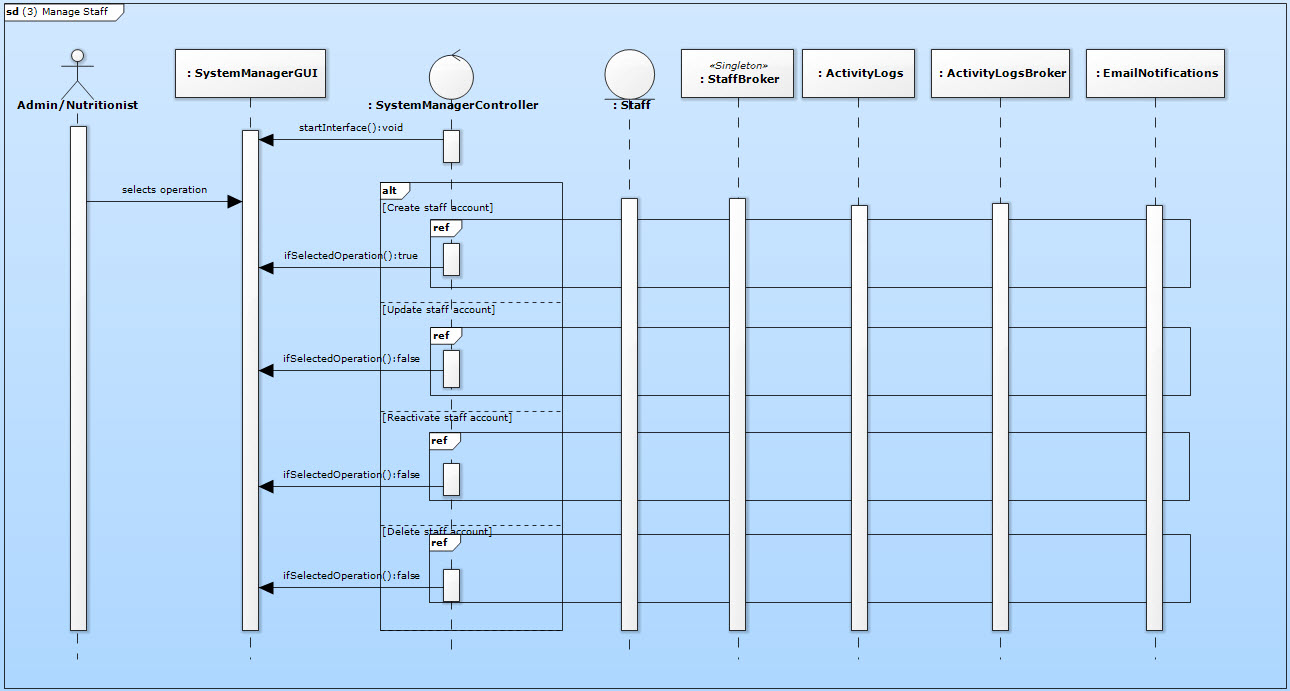 sd (3) Manage Staff
Admin/Nutritionist
: SystemManagerGUI
: SystemManagerController
: Staff
«Singleton»
: StaffBroker
: ActivityLogs
: ActivityLogsBroker
: EmailNotifications
startInterface():void
selects operation
alt
[Create staff account]
ref
ifSelectedOperation():true
[Update staff account]
ref
ifSelectedOperation():false
[Reactivate staff account]
ref
ifSelectedOperation():false
[Delete staff account]
ref
ifSelectedOperation():false